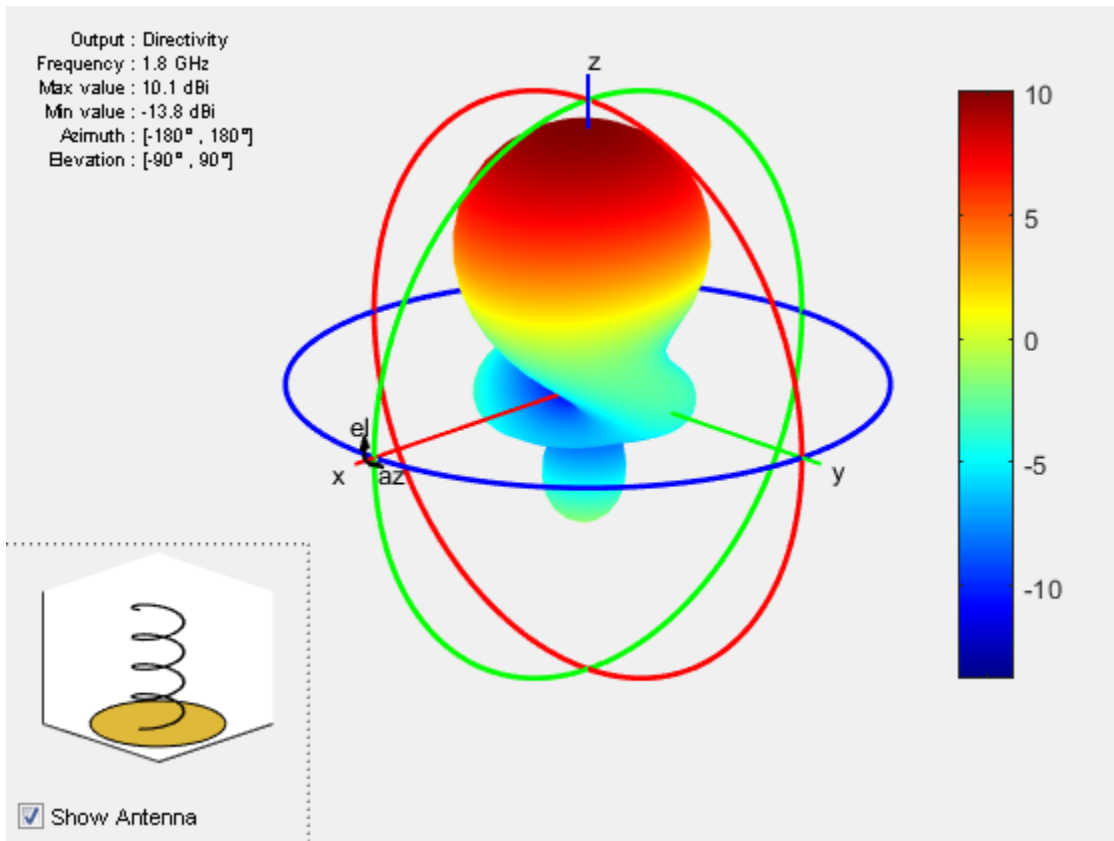 Output : Directivity
Frequency : 1.8 GHz
Max value : 10.1 dBi
Min value : -13.8 dBi
Azimuth : [-180° , 180°]
Elevation : [-90° , 90°]
z
10
5
0
-5
-10
el
x
az
y
Show Antenna